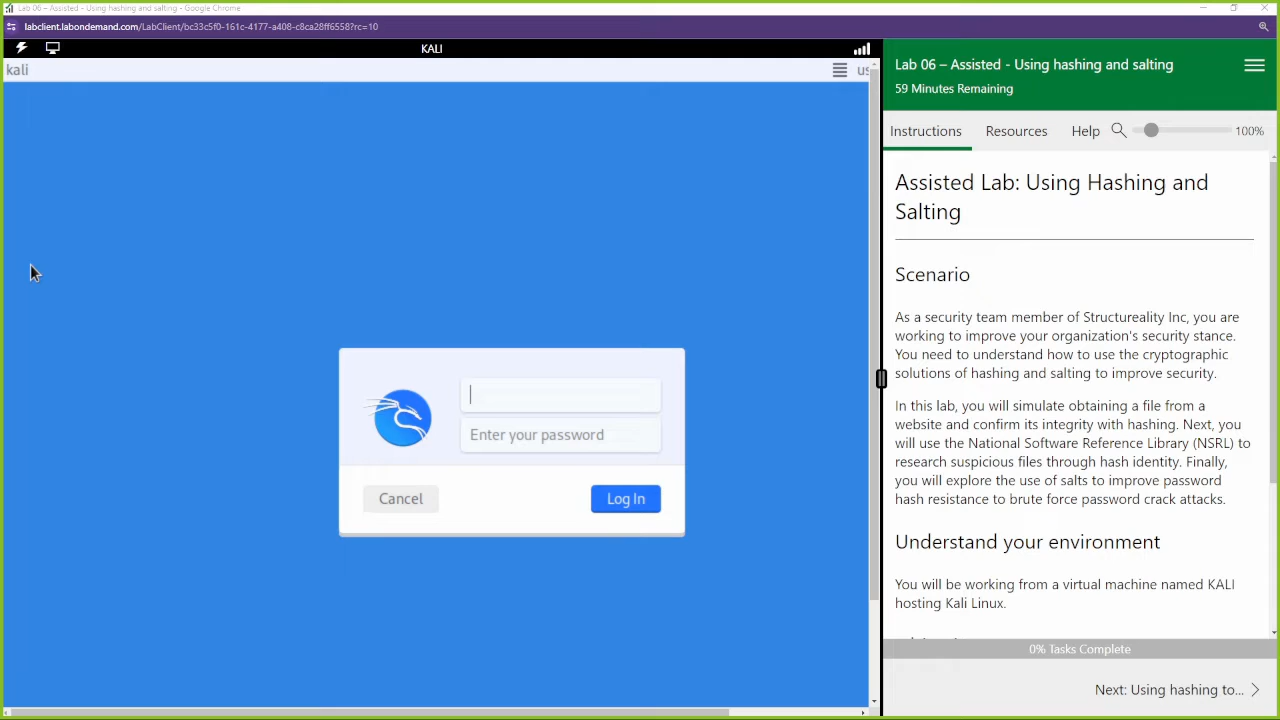 Lab 06 – Assisted - Using hashing and salting - Google Chrome
labclient.labondemand.com/LabClient/bc33c5f0-161c-4177-a408-c8ca28ff6558?rc=10
KALI
kali
us
Enter your password
Cancel
Log In
Lab 06 – Assisted - Using hashing and salting
59 Minutes Remaining
Instructions
Resources
Help
100%
Assisted Lab: Using Hashing and
Salting
Scenario
As a security team member of Structureality Inc, you are
working to improve your organization's security stance.
You need to understand how to use the cryptographic
solutions of hashing and salting to improve security.
In this lab, you will simulate obtaining a file from a
website and confirm its integrity with hashing. Next, you
will use the National Software Reference Library (NSRL) to
research suspicious files through hash identity. Finally,
you will explore the use of salts to improve password
hash resistance to brute force password crack attacks.
Understand your environment
You will be working from a virtual machine named KALI
hosting Kali Linux.
0% Tasks Complete
Next: Using hashing to...